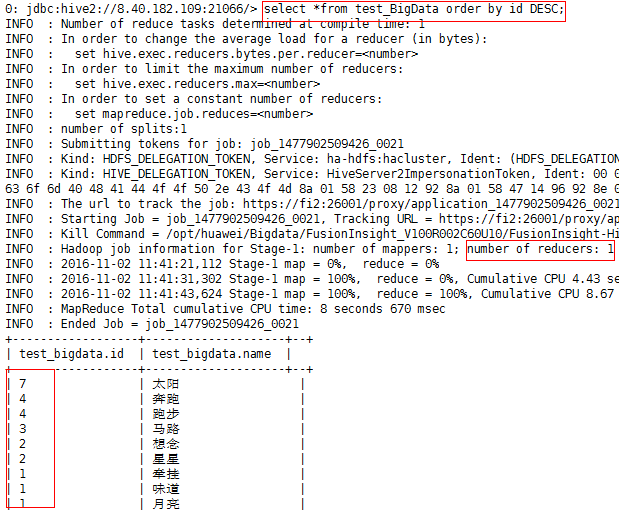 0: jdbc:hive2://8.40.182.109:21066/> select *from test_BigData order by id DESC;
INFO  : Number of reduce tasks determined at compile time: 1
INFO  : In order to change the average load for a reducer (in bytes):
INFO  :   set hive.exec.reducers.bytes.per.reducer=<number>
INFO  : In order to limit the maximum number of reducers:
INFO  :   set hive.exec.reducers.max=<number>
INFO  : In order to set a constant number of reducers:
INFO  :   set mapreduce.job.reduces=<number>
INFO  : number of splits:1
INFO  : Submitting tokens for job: job_1477902509426_0021
INFO  : Kind: HDFS_DELEGATION_TOKEN, Service: ha-hdfs:hacluster, Ident: (HDFS_DELEGATION
INFO  : Kind: HIVE_DELEGATION_TOKEN, Service: HiveServer2ImpersonationToken, Ident: 00 0
63 6f 6d 40 48 41 44 4f 4f 50 2e 43 4f 4d 8a 01 58 23 08 12 92 8a 01 58 47 14 96 92 8e 0
INFO  : The url to track the job: https://fi2:26001/proxy/application_1477902509426_0021
INFO  : Starting Job = job_1477902509426_0021, Tracking URL = https://fi2:26001/proxy/ap
INFO  : Kill Command = /opt/huawei/Bigdata/FusionInsight_V100R002C60U10/FusionInsight-Hi
INFO  : Hadoop job information for Stage-1: number of mappers: 1; number of reducers: 1
INFO  : 2016-11-02 11:41:21,112 Stage-1 map = 0%,  reduce = 0%
INFO  : 2016-11-02 11:41:31,302 Stage-1 map = 100%,  reduce = 0%, Cumulative CPU 4.43 se
INFO  : 2016-11-02 11:41:43,624 Stage-1 map = 100%,  reduce = 100%, Cumulative CPU 8.67
INFO  : MapReduce Total cumulative CPU time: 8 seconds 670 msec
INFO  : Ended Job = job_1477902509426_0021
+-----------------+-------------------+--+
| test_bigdata.id | test_bigdata.name |
+-----------------+-------------------+--+
| 7 | 太阳 |
| 4 | 奔跑 |
| 4 | 跑步 |
| 3 | 马路 |
| 2 | 想念 |
| 2 | 星星 |
| 1 | 牵挂 |
| 1 | 味道 |
| 1 | 月亮 |